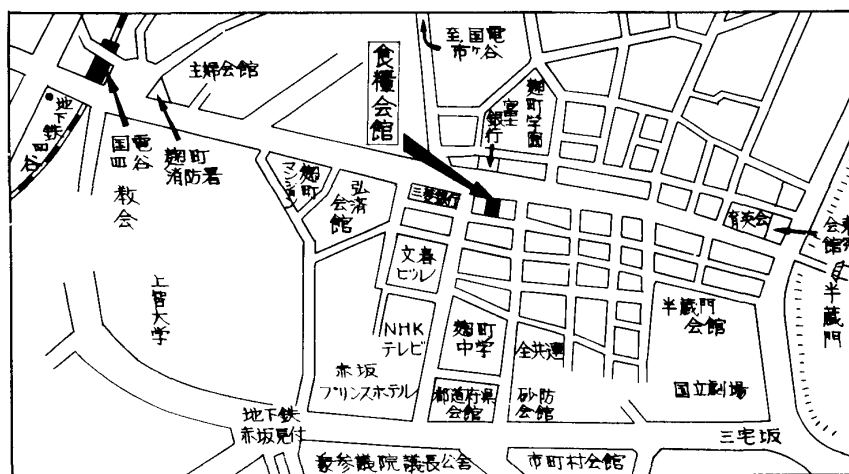 食糧会館
至国電
市ヶ谷
主婦会館
麹町学園
富士
銀行
地下鉄
国電
四谷
麹町
消防署
教会
麹町
マンション
弘済
会館
三菱銀行
育英会
会館
半蔵門
文春
ビル
上智大学
NHK
テレビ
麹町
中学
全共連
半蔵門
会館
赤坂
プリンスホテル
都道府県
会館
砂防
会館
国立劇場
地下鉄
赤坂見付
三宅坂
衆参議院議長公舎
市町村会館